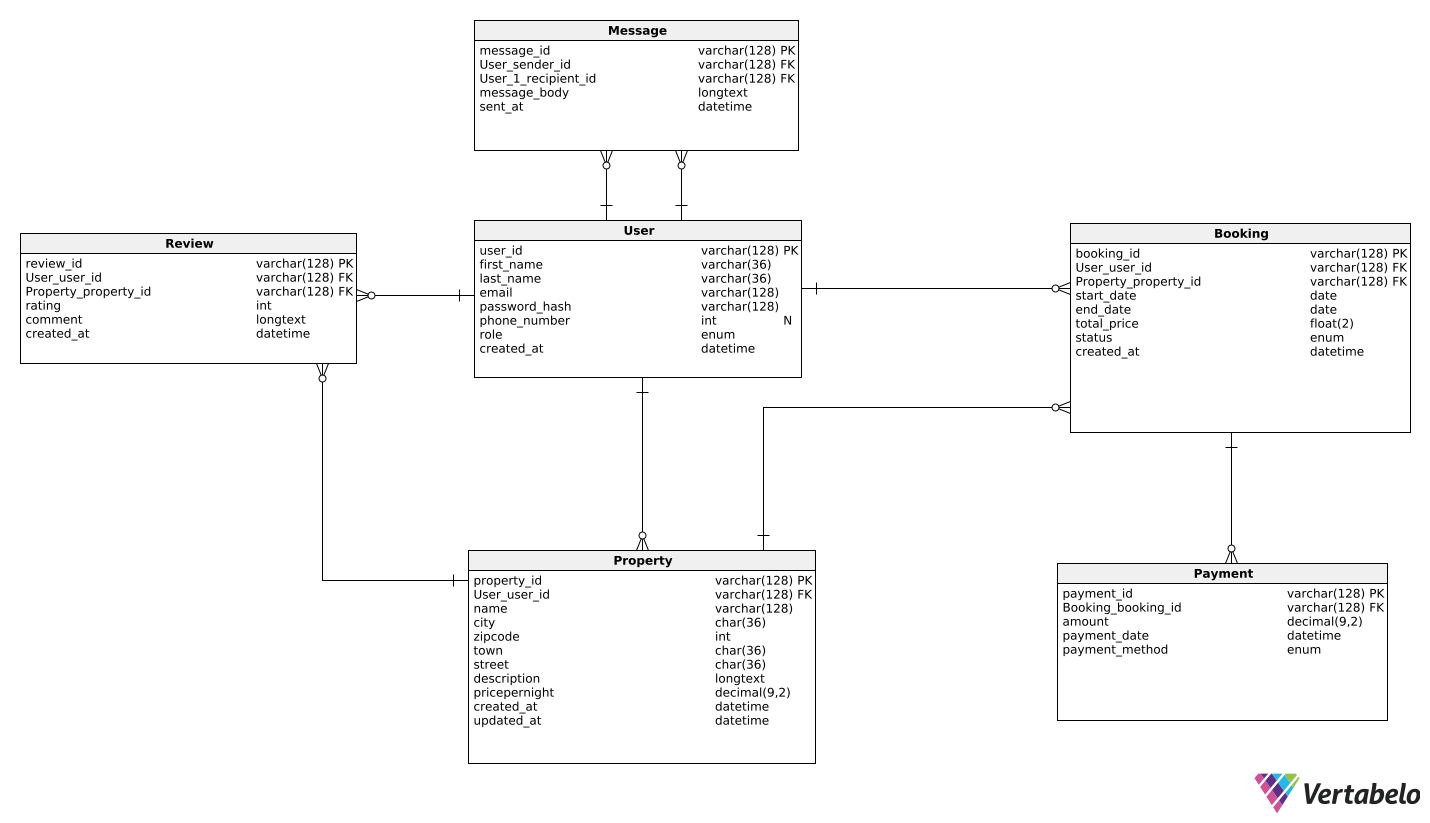 Message
message_id varchar(128) PK
User_sender_id varchar(128) FK
User_1_recipient_id varchar(128) FK
message_body longtext
sent_at datetime
Review
review_id varchar(128) PK
User_user_id varchar(128) FK
Property_property_id varchar(128) FK
rating int
comment longtext
created_at datetime
User
user_id varchar(128) PK
first_name varchar(36)
last_name varchar(36)
email varchar(128)
password_hash varchar(128)
phone_number int N
role enum
created_at datetime
Booking
booking_id varchar(128) PK
User_user_id varchar(128) FK
Property_property_id varchar(128) FK
start_date date
end_date date
total_price float(2)
status enum
created_at datetime
Property
property_id varchar(128) PK
User_user_id varchar(128) FK
name varchar(128)
city char(36)
zipcode int
town char(36)
street char(36)
description longtext
pricepernight decimal(9,2)
created_at datetime
updated_at datetime
Payment
payment_id varchar(128) PK
Booking_booking_id varchar(128) FK
amount decimal(9,2)
payment_date datetime
payment_method enum
Vertabelo